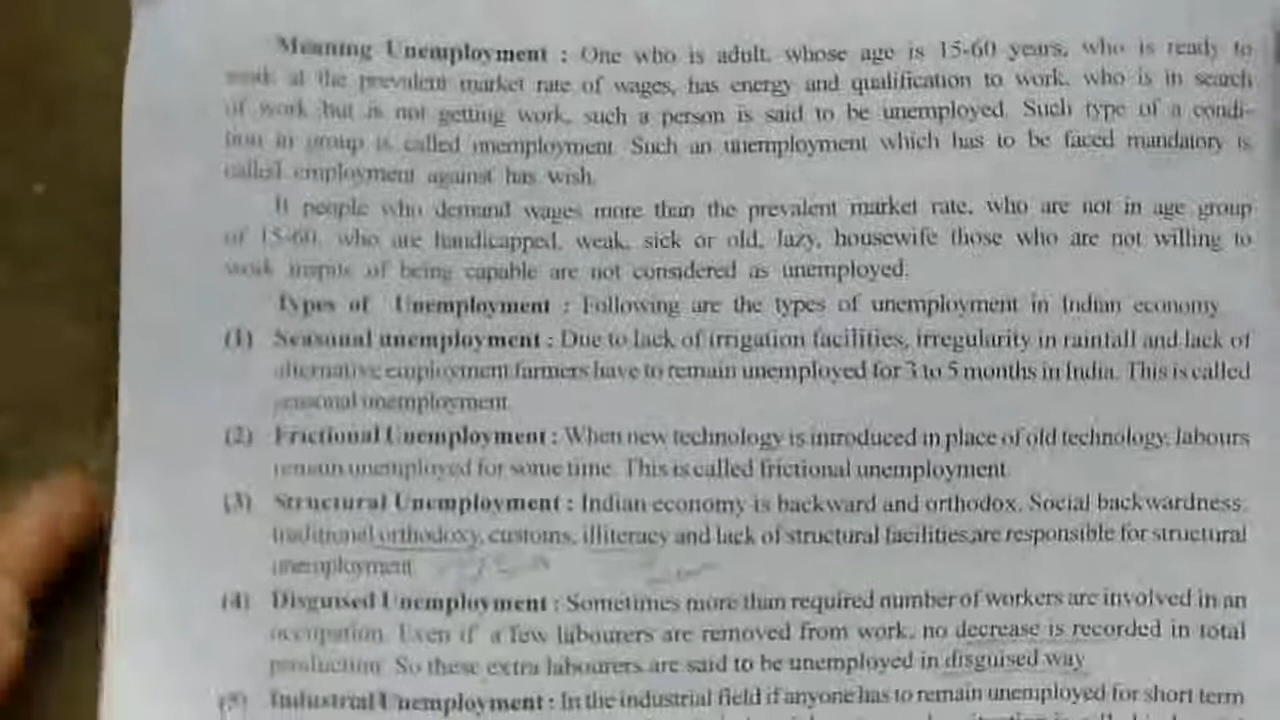 Meaning Unemployment : One who is adult, whose age is 15-60 years, who is ready to
work at the prevalent market rate of wages, has energy and qualification to work, who is in search
of work but is not getting work, such a person is said to be unemployed. Such type of a condi-
tion in group is called unemployment. Such an unemployment which has to be faced mandatory is
called employment against has wish.
If people who demand wages more than the prevalent market rate, who are not in age group
of 15-60, who are handicapped, weak, sick or old, lazy, housewife those who are not willing to
work of being capable are not considered as unemployed.
Types of Unemployment : Following are the types of unemployment in Indian economy
(1) Seasonal unemployment : Due to lack of irrigation facilities, irregularity in rainfall and lack of
alternative employment farmers have to remain unemployed for 3 to 5 months in India. This is called
seasonal unemployment.
(2) Frictional Unemployment : When new technology is introduced in place of old technology, labours
remain unemployed for some time. This is called frictional unemployment.
(3) Structural Unemployment : Indian economy is backward and orthodox. Social backwardness,
traditional orthodoxy, customs, illiteracy and lack of structural facilities are responsible for structural
unemployment
(4) Disguised Unemployment : Sometimes more than required number of workers are involved in an
occupation. Even if a few labourers are removed from work, no decrease is recorded in total
production. So these extra labourers are said to be unemployed in disguised way
(5) Industrial Unemployment : In the industrial field if anyone has to remain unemployed for short term